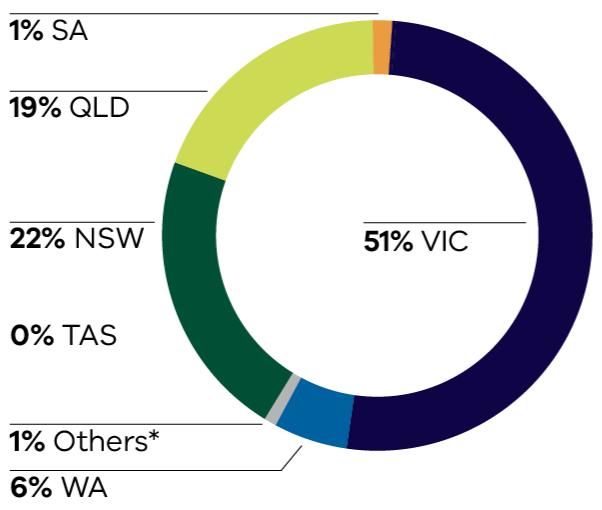 1% SA
19% QLD
22% NSW
51% VIC
0% TAS
1% Others*
6% WA